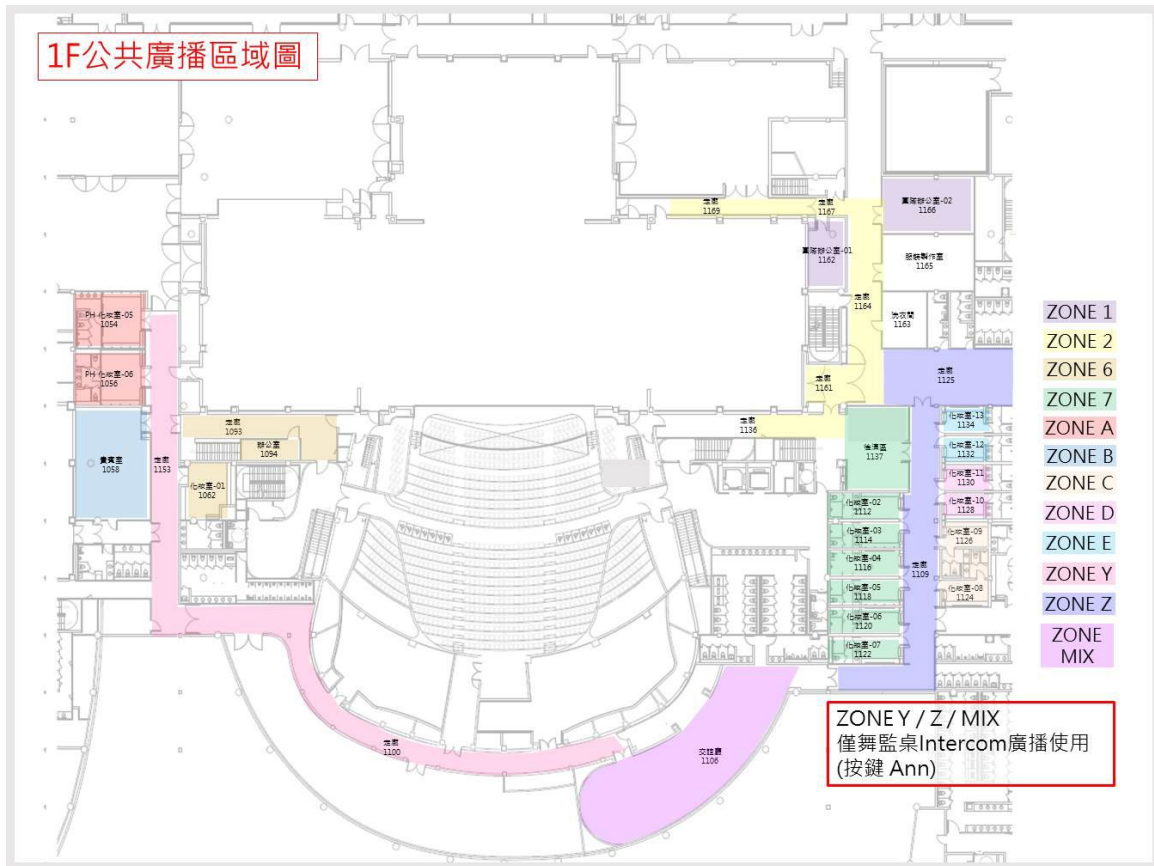 1F公共廣播區域圖
走廊
1169
走廊
1167
團隊辦公室-02
1166
團隊辦公室-01
1162
服裝製作室
1165
走廊
1164
洗衣間
1163
PH-化妝室-05
1054
PH-化妝室-06
1056
走廊
1161
走廊
1125
走廊
1093
走廊
1136
辦公室
1094
貴賓室
1058
走廊
1153
化妝室-01
1062
1137
化妝室-13
1134
化妝室-12
1132
化妝室-11
1130
化妝室-10
1128
化妝室-09
1126
化妝室-08
1124
化妝室-02
1112
化妝室-03
1114
化妝室-04
1116
化妝室-05
1118
化妝室-06
1120
化妝室-07
1122
走廊
1109
走廊
1100
交誼廳
1106
ZONE 1
ZONE 2
ZONE 6
ZONE 7
ZONE A
ZONE B
ZONE C
ZONE D
ZONE E
ZONE Y
ZONE Z
ZONE
MIX
ZONE Y / Z / MIX
僅舞監桌Intercom廣播使用
(按鍵 Ann)